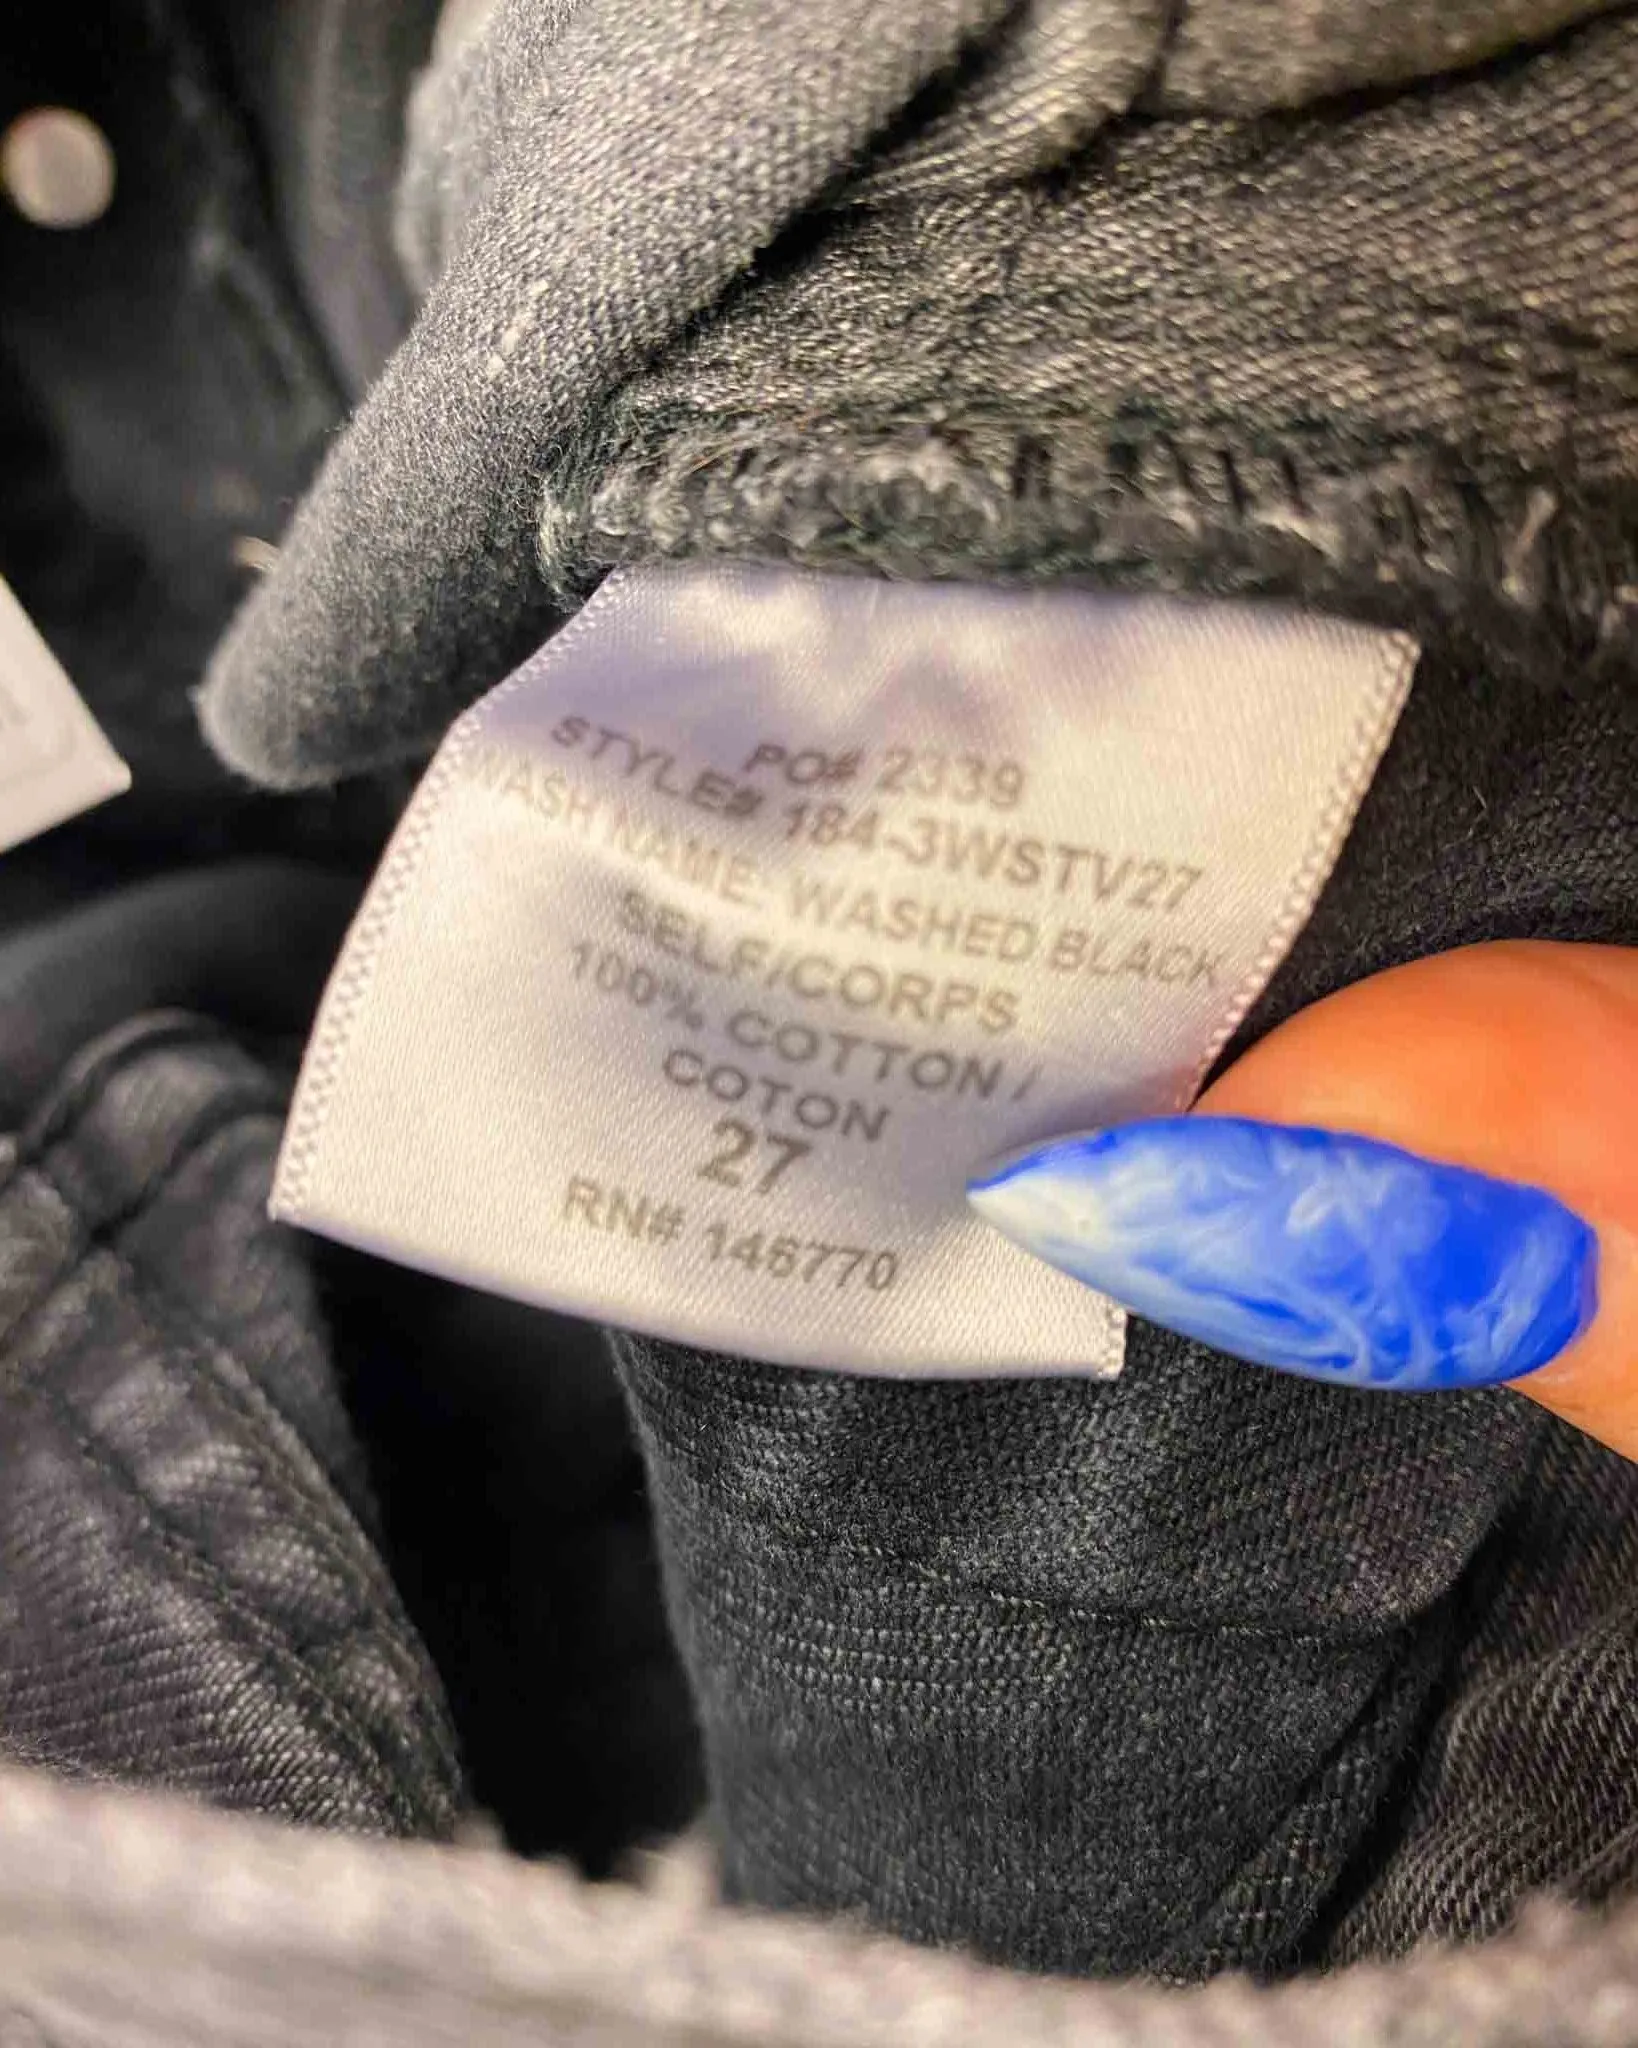 PO# 2339
STYLE# 184-3WSTV27
WASH NAME: WASHED BLACK
SELF/CORPS
100% COTTON /
COTON
27
RN# 146770